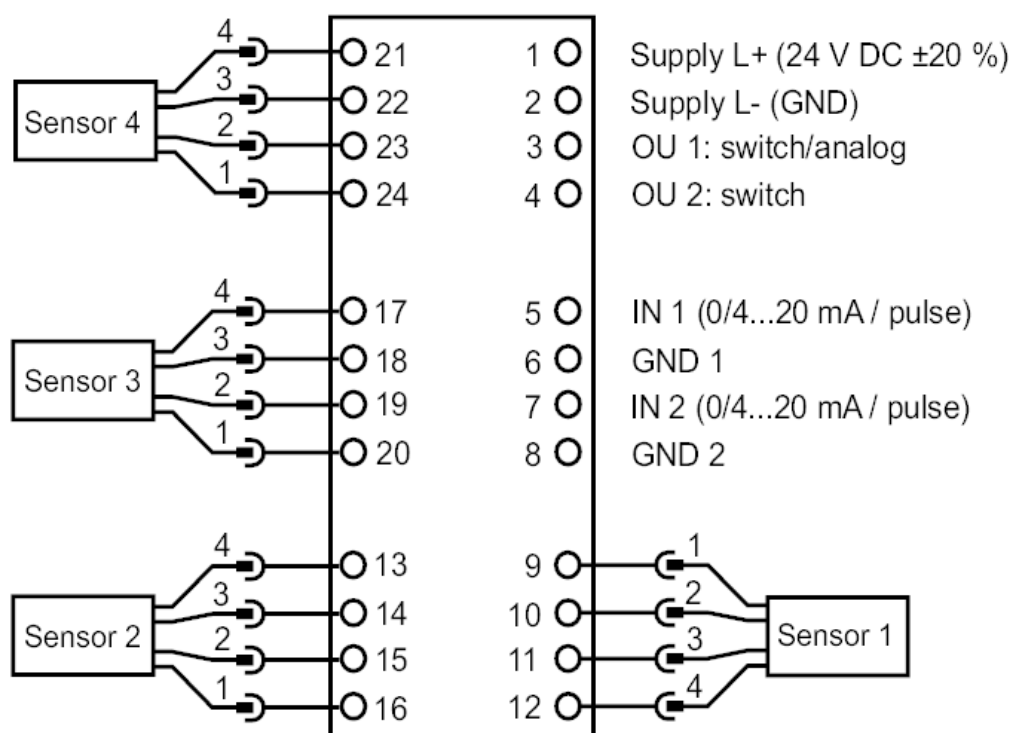 4 21 1 Supply L+ (24 V DC ±20 %)
3 22 2 Supply L- (GND)
Sensor 4
2 23 3 OU 1: switch/analog
1 24 4 OU 2: switch
4 17 5 IN 1 (0/4...20 mA / pulse)
3 18 6 GND 1
Sensor 3
2 19 7 IN 2 (0/4...20 mA / pulse)
1 20 8 GND 2
4 13 9 1
3 14 10 2
Sensor 2 Sensor 1
2 15 11 3
1 16 12 4